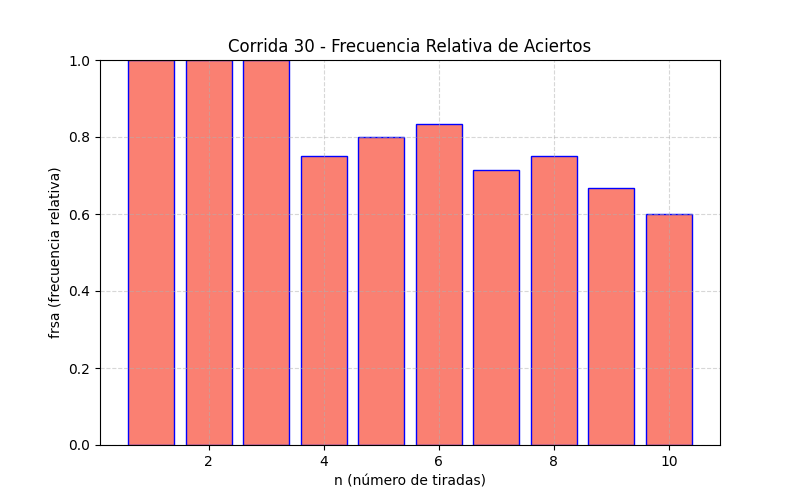 Corrida 30 - Frecuencia Relativa de Aciertos
1.0
0.8
0.6
0.4
0.2
0.0
frsa (frecuencia relativa)
2 4 6 8 10
n (número de tiradas)